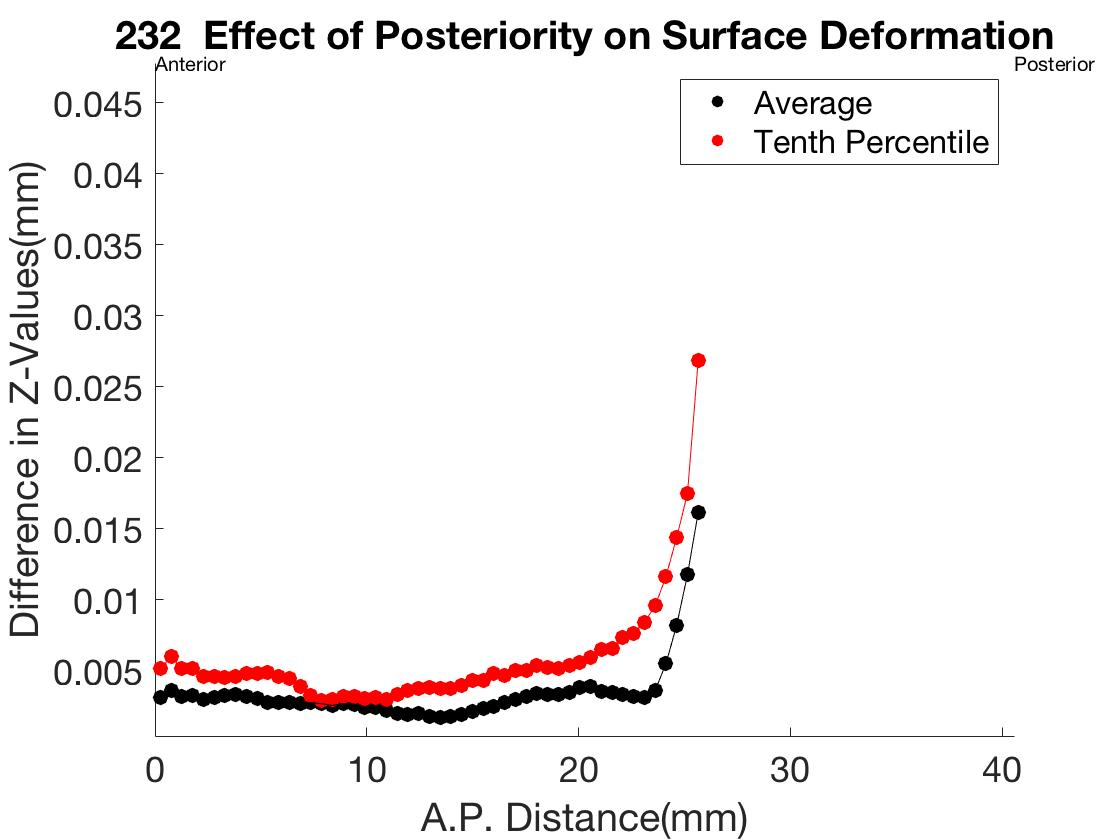 232  Effect of Posteriority on Surface Deformation
Anterior
Posterior
Average
Tenth Percentile
0.045
0.04
0.035
0.03
0.025
0.02
0.015
0.01
0.005
Difference in Z-Values(mm)
0
10
20
30
40
A.P. Distance(mm)